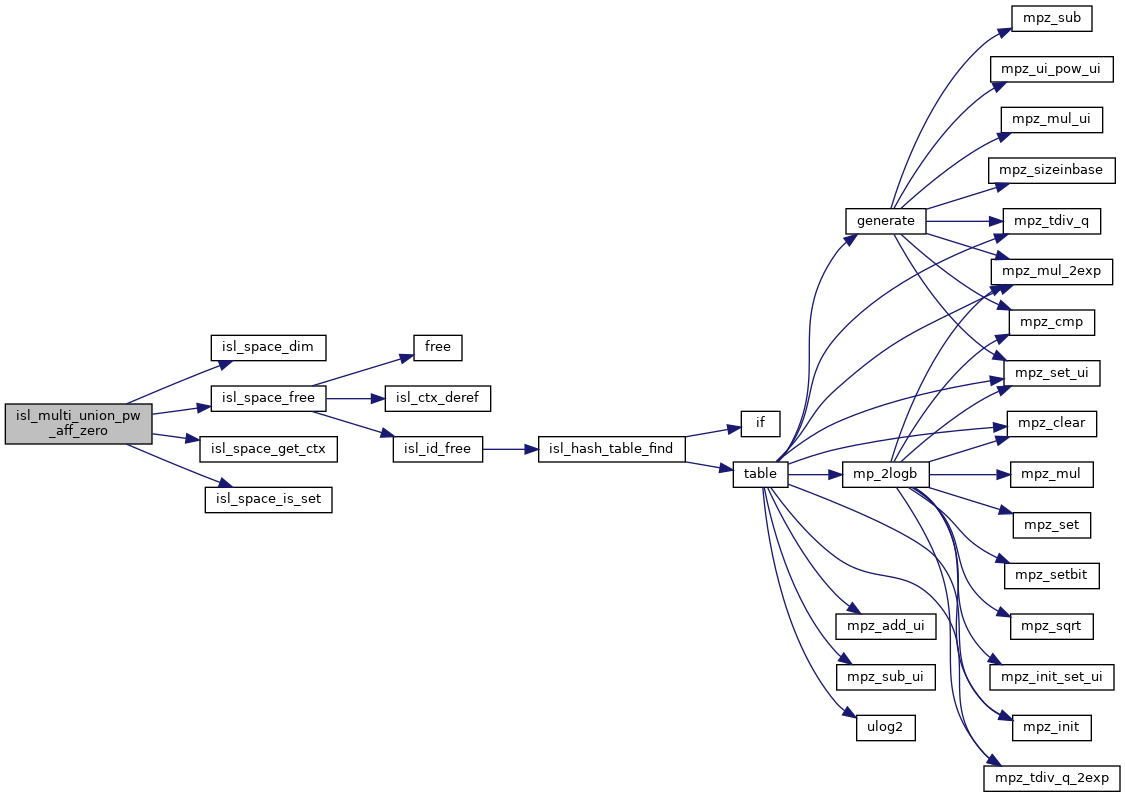 isl_multi_union_pw
_aff_zero
isl_space_dim
isl_space_free
isl_space_get_ctx
isl_space_is_set
free
isl_ctx_deref
isl_id_free
isl_hash_table_find
if
table
generate
mp_2logb
mpz_add_ui
mpz_sub_ui
ulog2
mpz_sub
mpz_ui_pow_ui
mpz_mul_ui
mpz_sizeinbase
mpz_tdiv_q
mpz_mul_2exp
mpz_cmp
mpz_set_ui
mpz_clear
mpz_mul
mpz_set
mpz_setbit
mpz_sqrt
mpz_init_set_ui
mpz_init
mpz_tdiv_q_2exp